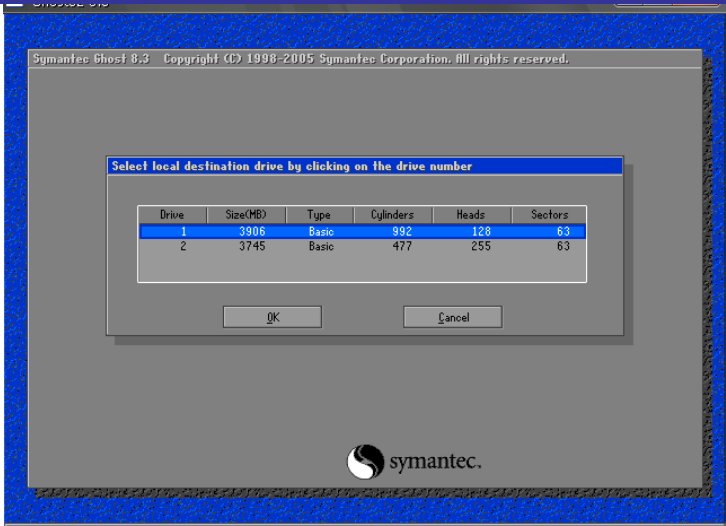 Symantec Ghost 8.3 Copyright (C) 1998-2005 Symantec Corporation. All rights reserved.
Select local destination drive by clicking on the drive number
Drive Size(MB) Type Cylinders Heads Sectors
1 3906 Basic 992 128 63
2 3745 Basic 477 255 63
OK Cancel
symantec.